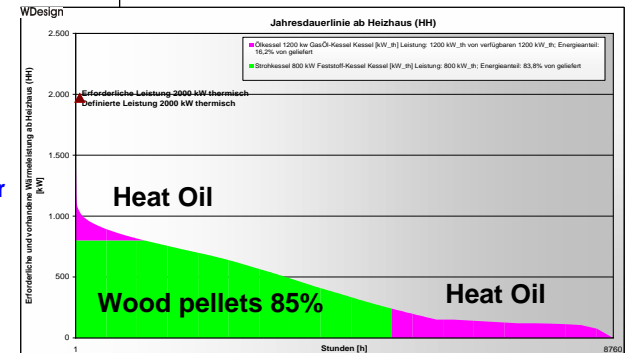 WDesign
Jahresdauerlinie ab Heizhaus (HH)
2.500
Ölkessel 1200 kw GasÖl-Kessel Kessel [kW_th] Leistung: 1200 kW_th von verfügbaren 1200 kW_th; Energieanteil:
16,2% von geliefert
Strohkessel 800 kW Feststoff-Kessel Kessel [kW_th] Leistung: 800 kW_th; Energieanteil: 83,8% von geliefert
2.000
Erforderliche Leistung 2000 kW thermisch
Definierte Leistung 2000 kW thermisch
Erforderliche und vorhandene Wärmeleistung ab Heizhaus (HH)
[kW]
1.500
r
Heat Oil
1.000
500
Wood pellets 85%
Heat Oil
0
1
Stunden [h]
8760